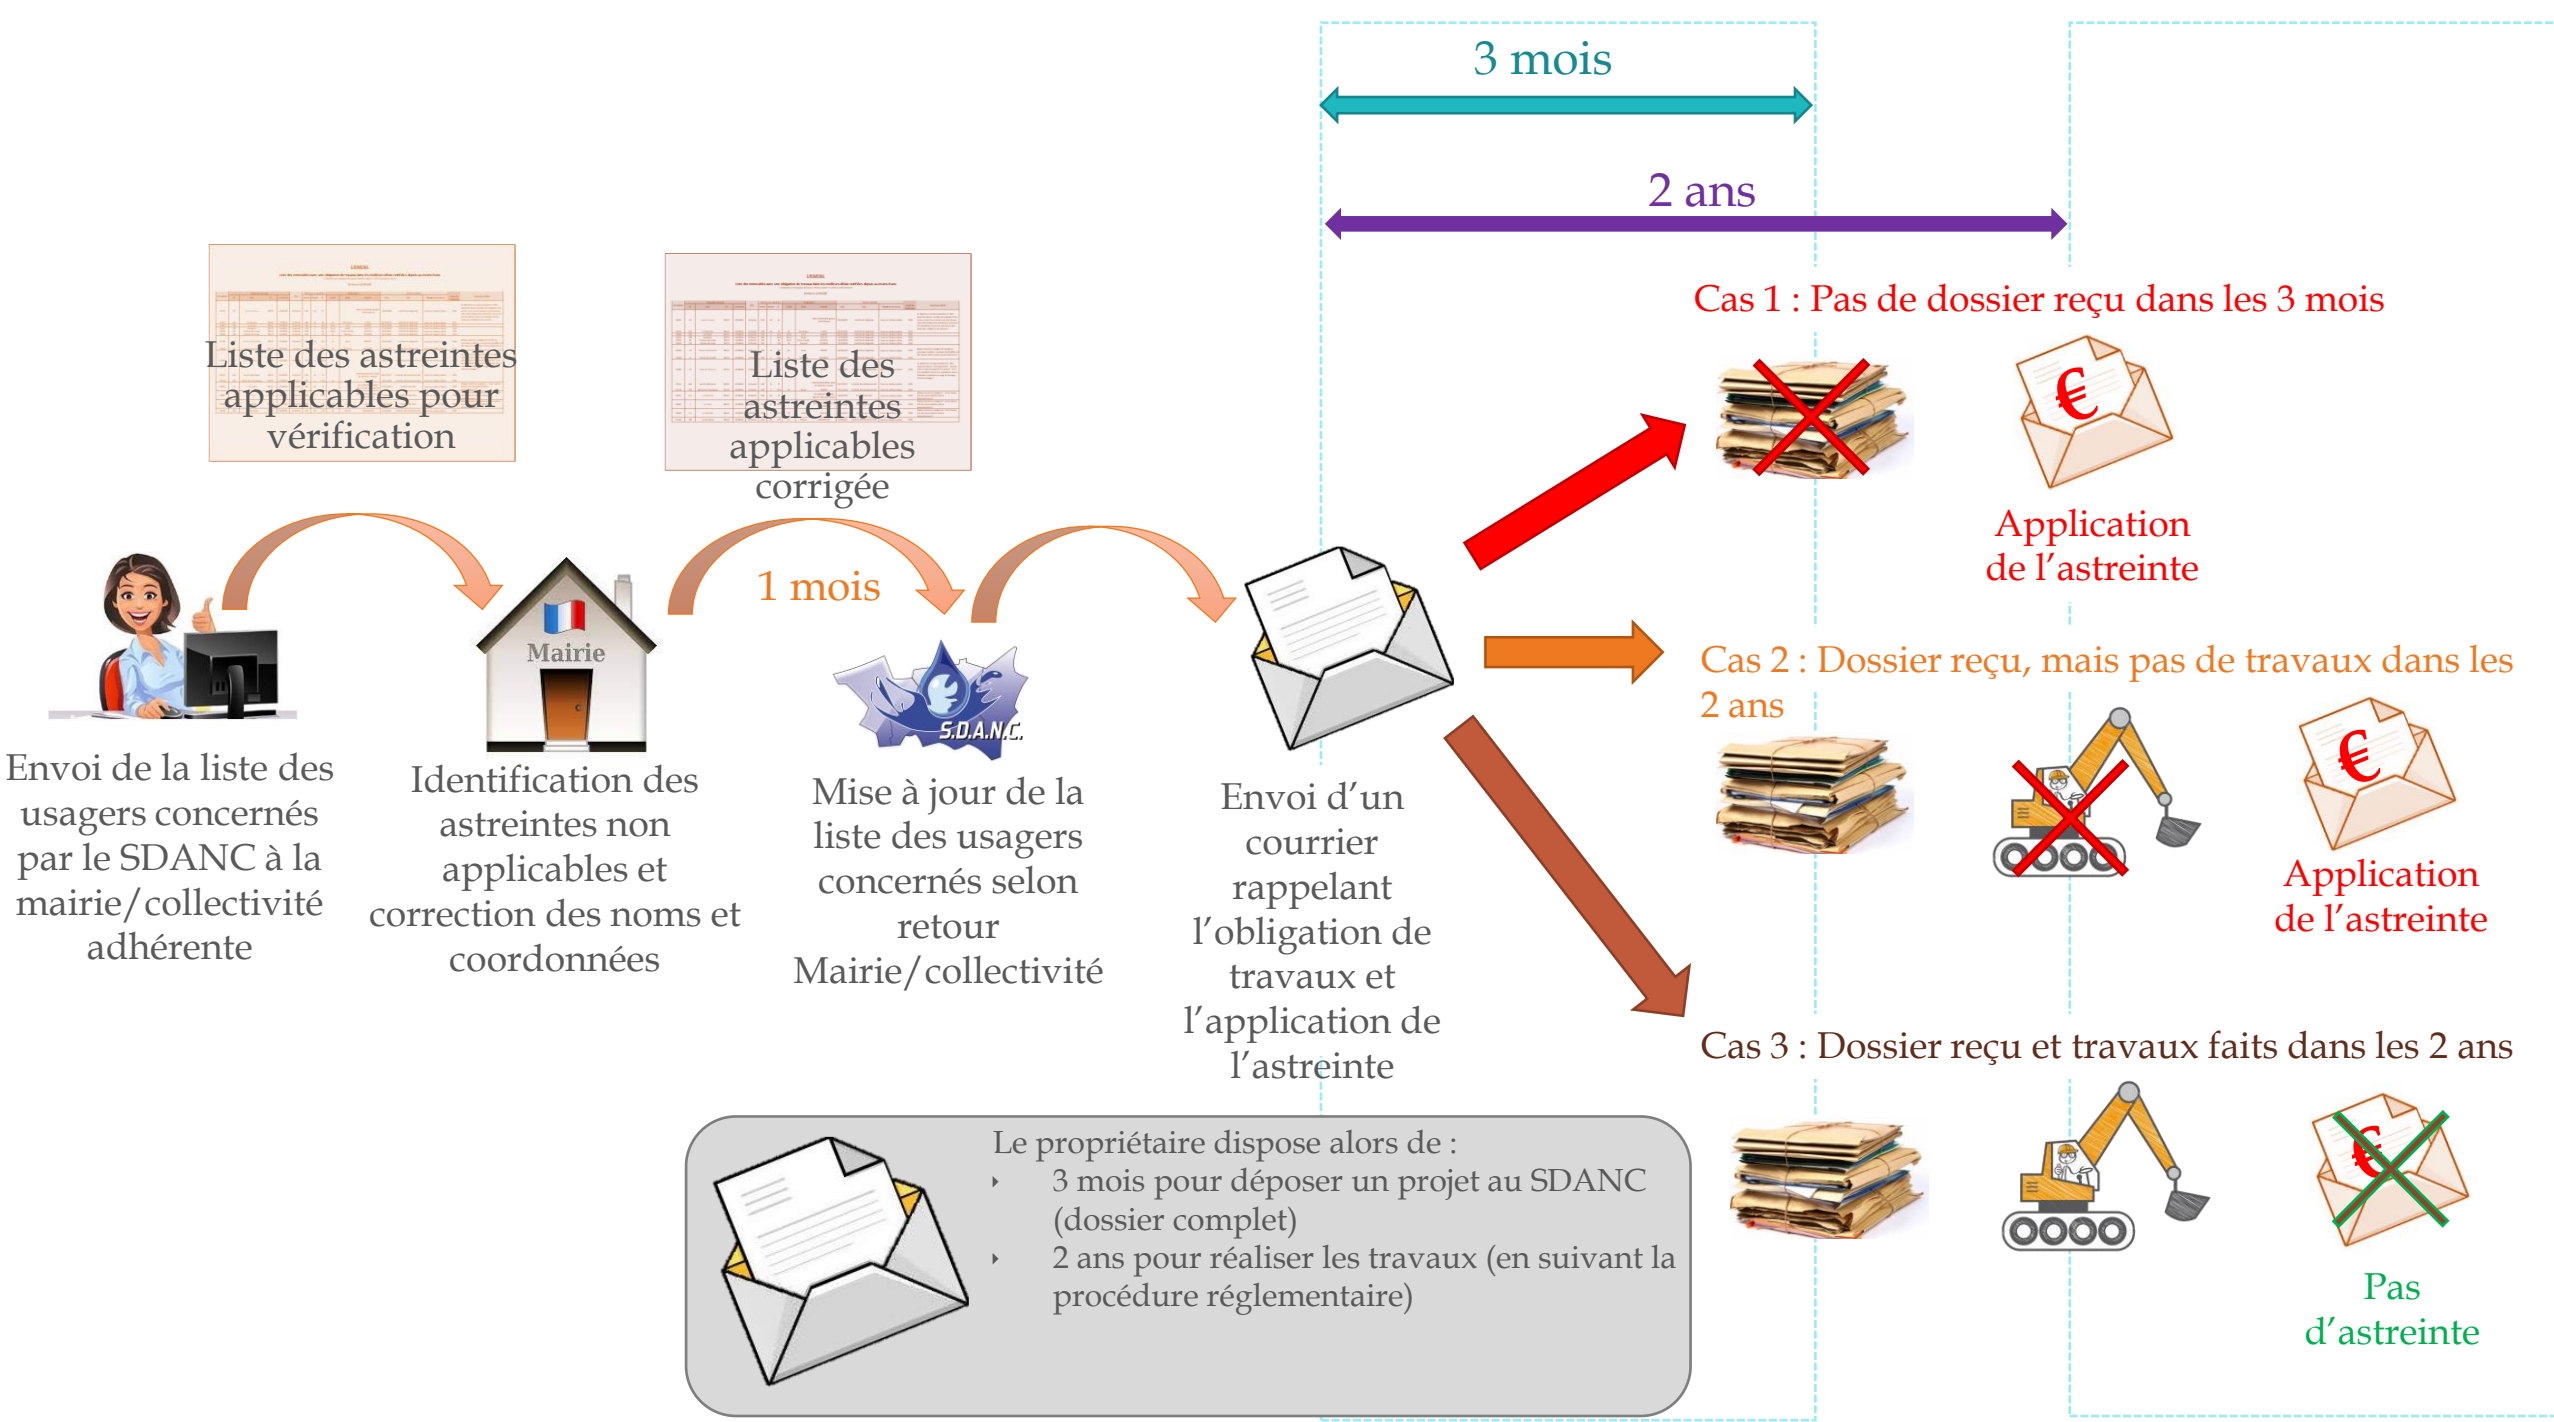 3 mois
2 ans
Liste des astreintes
applicables pour
vérification
Liste des
astreintes
applicables
corrigée
1 mois
Mairie
S.D.A.N.C.
Envoi de la liste des
usagers concernés
par le SDANC à la
mairie/collectivité
adhérente
Identification des
astreintes non
applicables et
correction des noms et
coordonnées
Mise à jour de la
liste des usagers
concernés selon
retour
Mairie/collectivité
Envoi d’un
courrier
rappelant
l’obligation de
travaux et
l’application de
l’astreinte
Cas 1 : Pas de dossier reçu dans les 3 mois
€
Application
de l’astreinte
Cas 2 : Dossier reçu, mais pas de travaux dans les
2 ans
€
Application
de l’astreinte
Cas 3 : Dossier reçu et travaux faits dans les 2 ans
€
Pas
d’astreinte
Le propriétaire dispose alors de :
‣ 3 mois pour déposer un projet au SDANC
(dossier complet)
‣ 2 ans pour réaliser les travaux (en suivant la
procédure réglementaire)